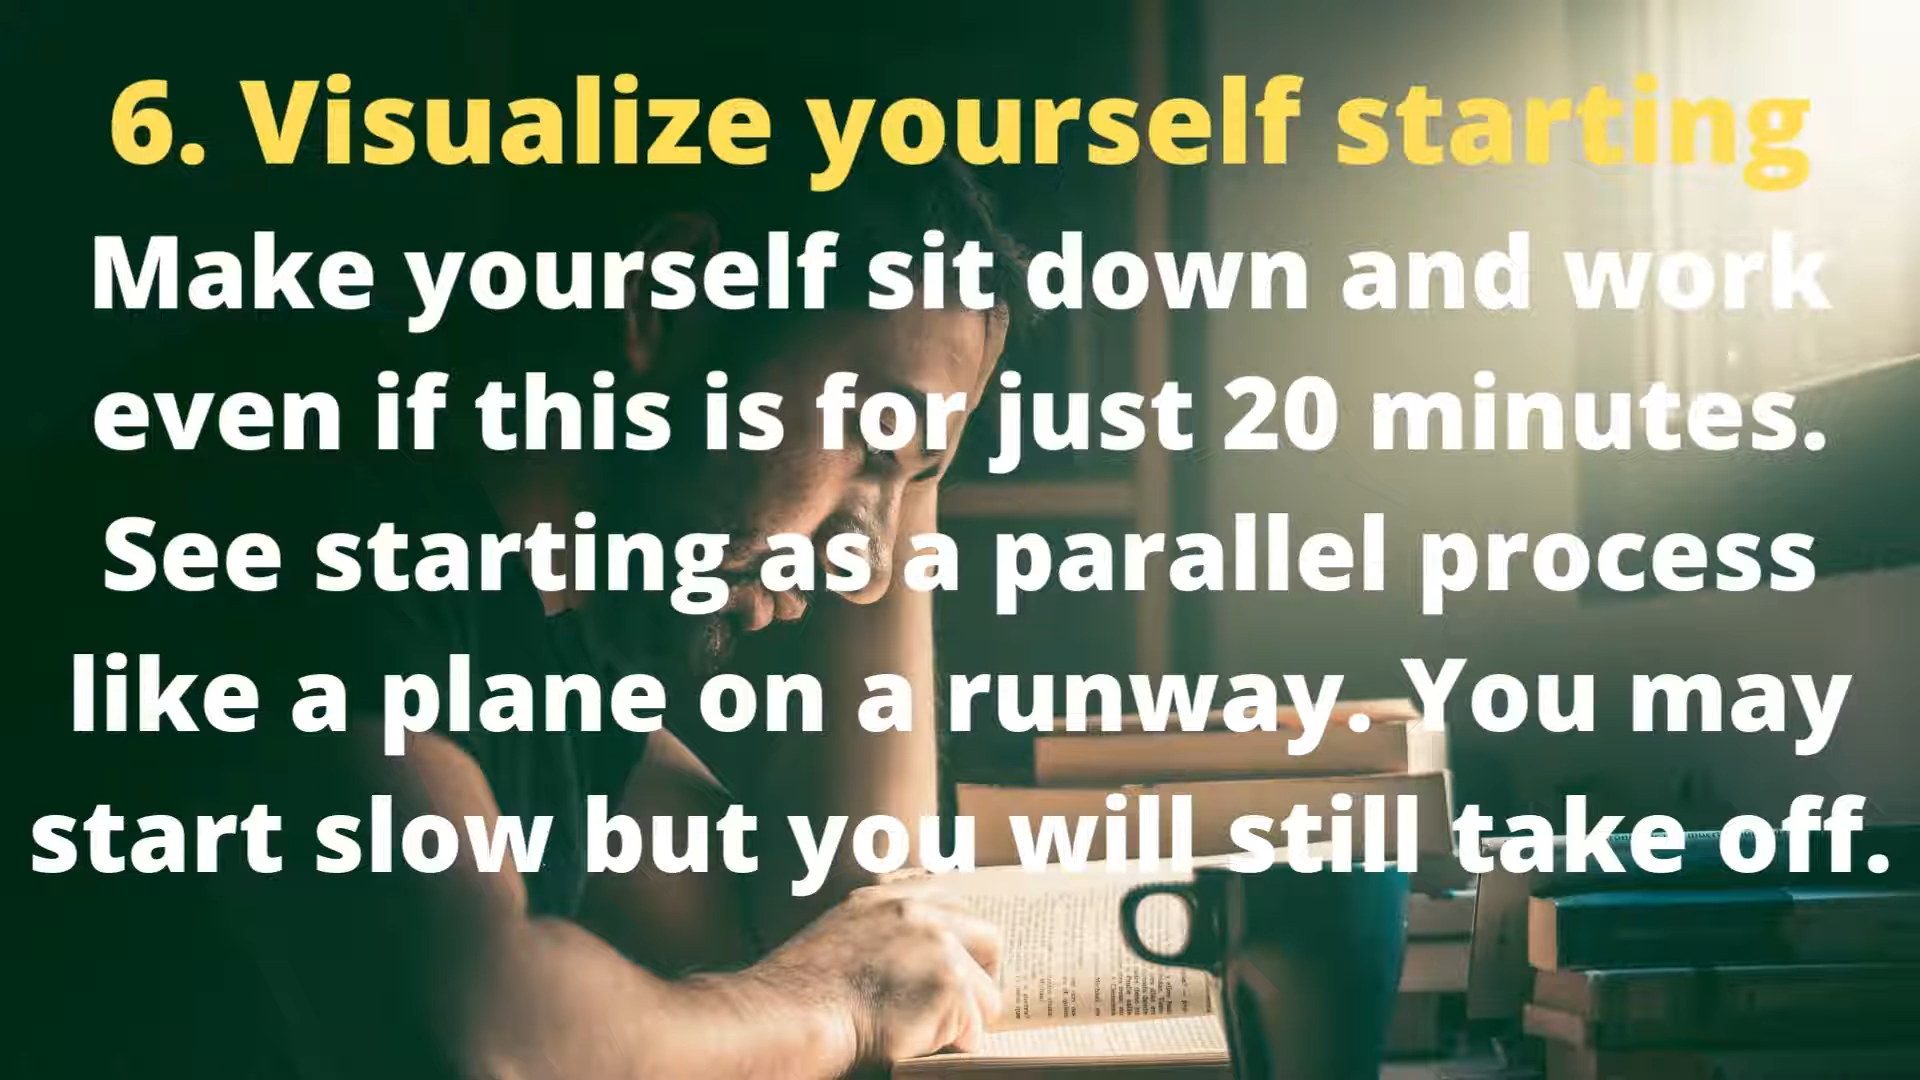 6. Visualize yourself starting
Make yourself sit down and work
even if this is for just 20 minutes.
See starting as a parallel process
like a plane on a runway. You may
start slow but you will still take off.